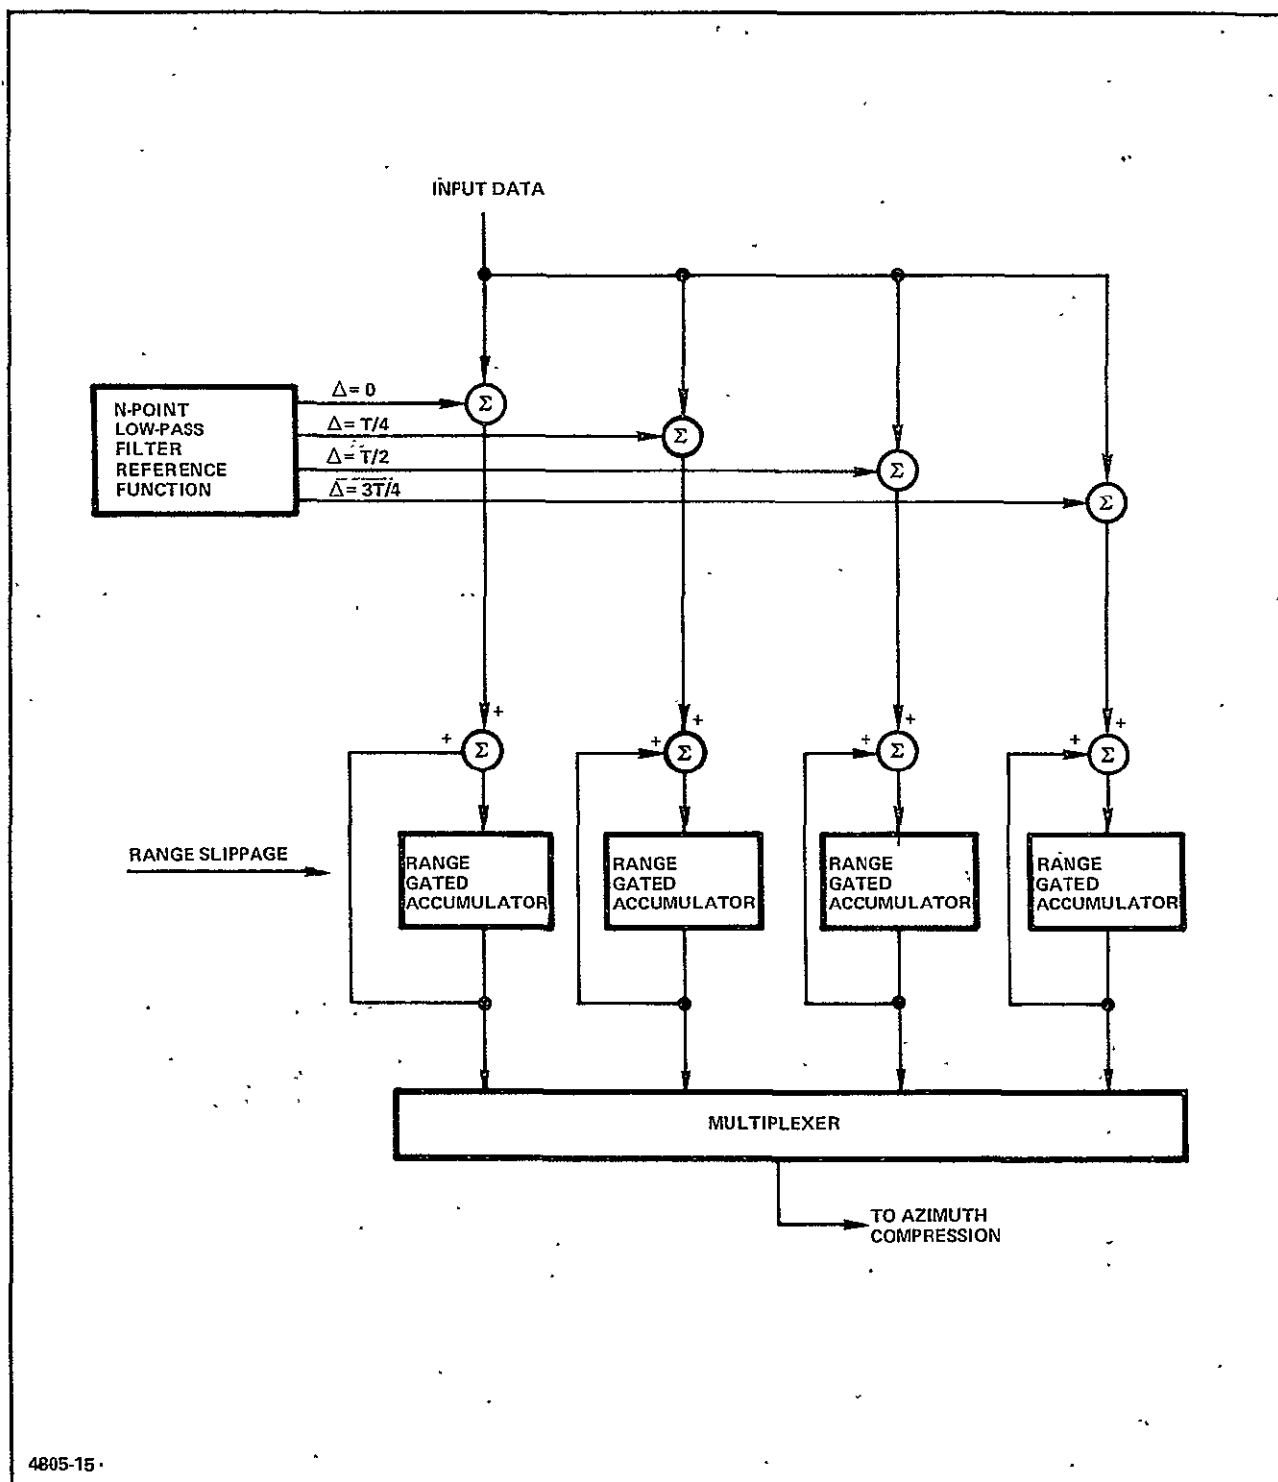 INPUT DATA
N-POINT
LOW-PASS
FILTER
REFERENCE
FUNCTION
Δ= 0
Δ= T/4
Δ= T/2
Δ= 3T/4
Σ
Σ
Σ
Σ
+ +
+ +
+ +
+ +
Σ
Σ
Σ
Σ
RANGE SLIPPAGE
RANGE
GATED
ACCUMULATOR
RANGE
GATED
ACCUMULATOR
RANGE
GATED
ACCUMULATOR
RANGE
GATED
ACCUMULATOR
MULTIPLEXER
TO AZIMUTH
COMPRESSION
4805-15